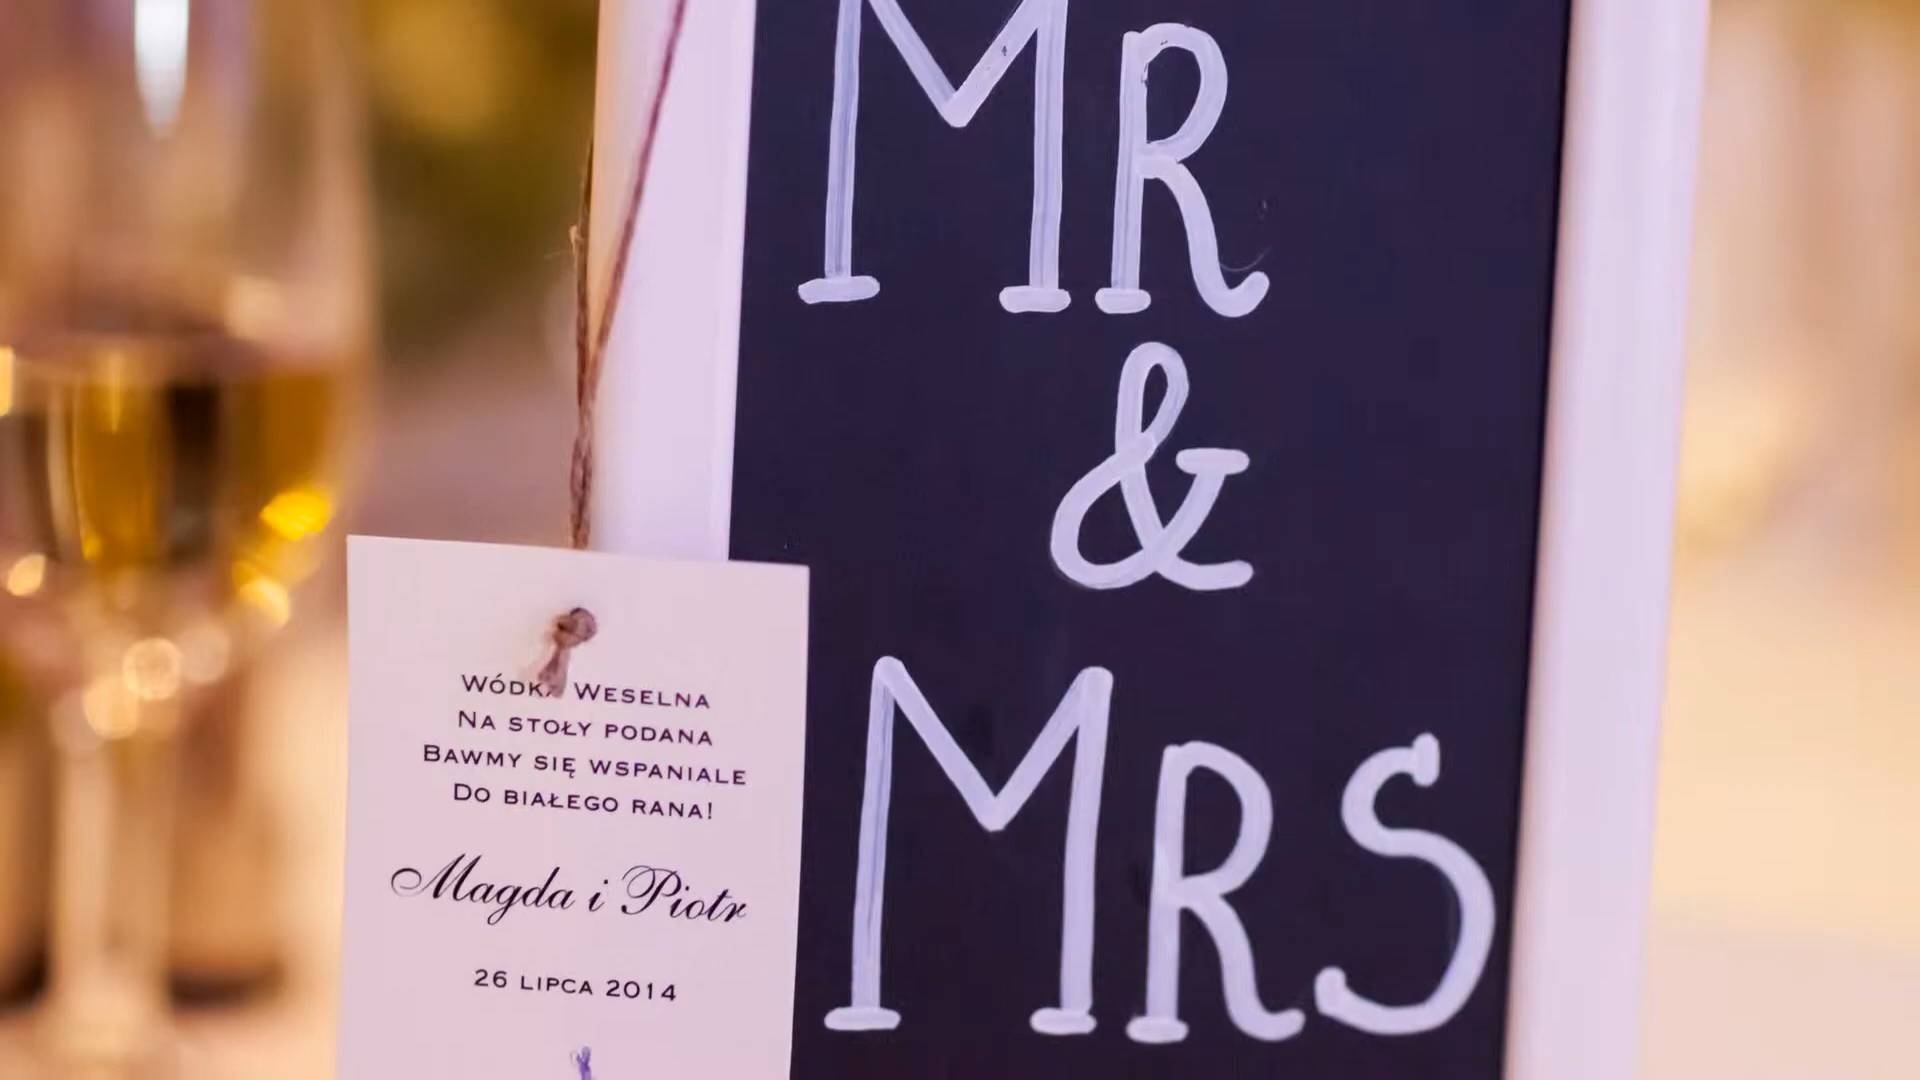 Mr
&
Mrs
Wódka Weselna
Na stoły podana
Bawmy się wspaniale
Do białego rana!
Magda i Piotr
26 lipca 2014